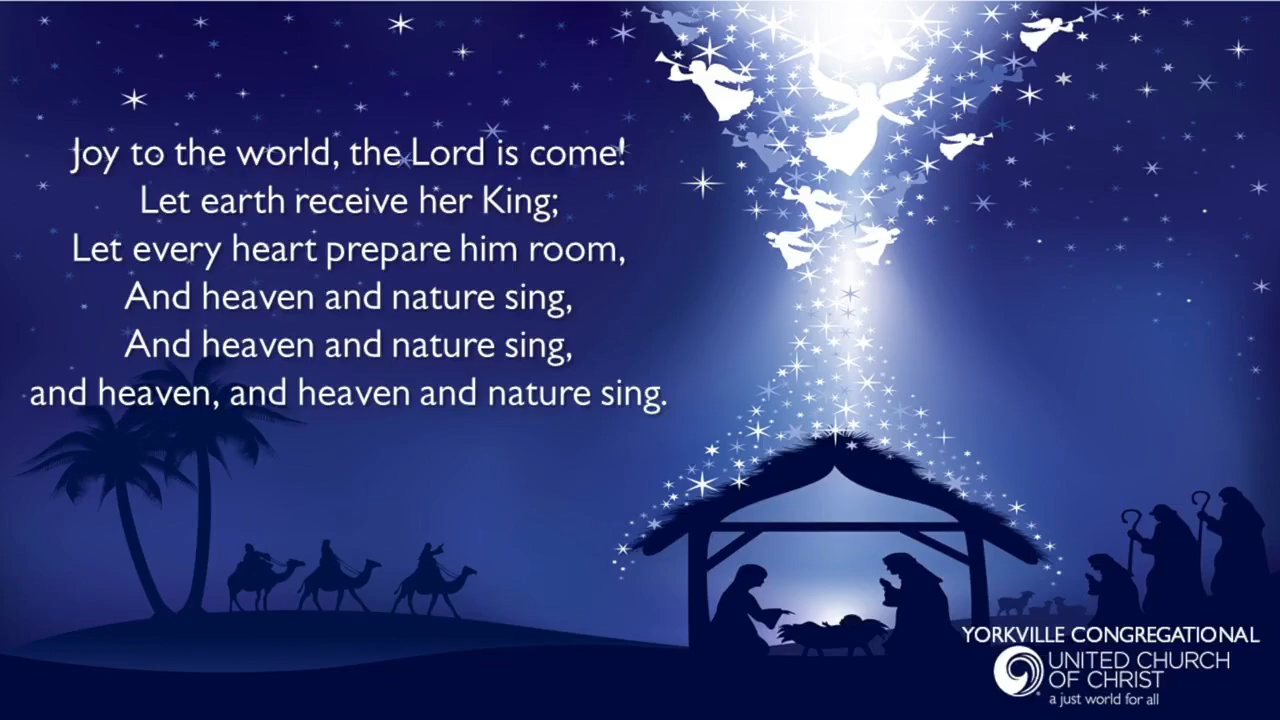 Joy to the world, the Lord is come!
Let earth receive her King;
Let every heart prepare him room,
And heaven and nature sing,
And heaven and nature sing,
and heaven, and heaven and nature sing.
YORKVILLE CONGREGATIONAL
UNITED CHURCH
OF CHRIST
a just world for all